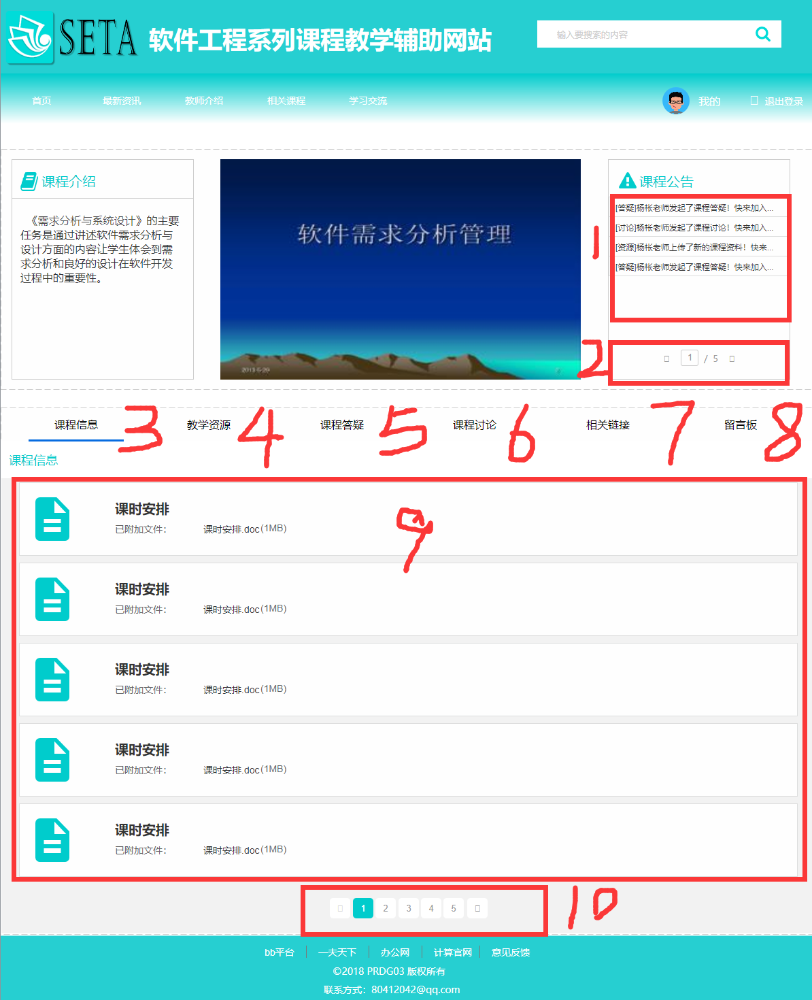 SETA 软件工程系列课程教学辅助网站
输入要搜索的内容
首页 最新资讯 教师介绍 相关课程 学习交流 我的 退出登录
课程介绍
《需求分析与系统设计》的主要
任务是通过讲述软件需求分析与
设计方面的内容让学生体会到需
求分析和良好的设计在软件开发
过程中的重要性。
软件需求分析管理
2013-5-29
课程公告
[答疑]杨枨老师发起了课程答疑！快来加入...
[讨论]杨枨老师发起了课程讨论！快来加入...
[资源]杨枨老师上传了新的课程资料！快来...
[答疑]杨枨老师发起了课程答疑！快来加入...
1
1 / 5
2
课程信息 3 教学资源 4 课程答疑 5 课程讨论 6 相关链接 7 留言板 8
课程信息
9
课时安排
已附加文件： 课时安排.doc(1MB)
课时安排
已附加文件： 课时安排.doc(1MB)
课时安排
已附加文件： 课时安排.doc(1MB)
课时安排
已附加文件： 课时安排.doc(1MB)
课时安排
已附加文件： 课时安排.doc(1MB)
1 2 3 4 5
10
bb平台 一夫天下 办公网 计算官网 意见反馈
©2018 PRDG03 版权所有
联系方式：80412042@qq.com